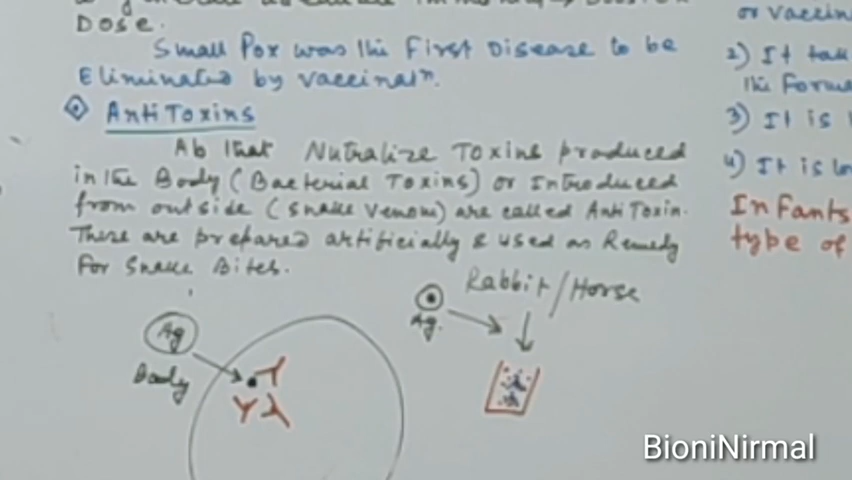 Dose.
Small Pox was the First Disease to be
Eliminated by Vaccinatⁿ.
AntiToxins
Ab that Nutralize Toxins produced
in the Body (Bacterial Toxins) or Introduced
from outside (Snake Venom) are called AntiToxin.
These are prepared artificially & used as Remedy
for Snake Bites.
Rabbit/Horse
Ag
Ag.
Body
or Vaccin
2) It tak
the Form
3) It is
4) It is lo
Infants
type of
BioniNirmal